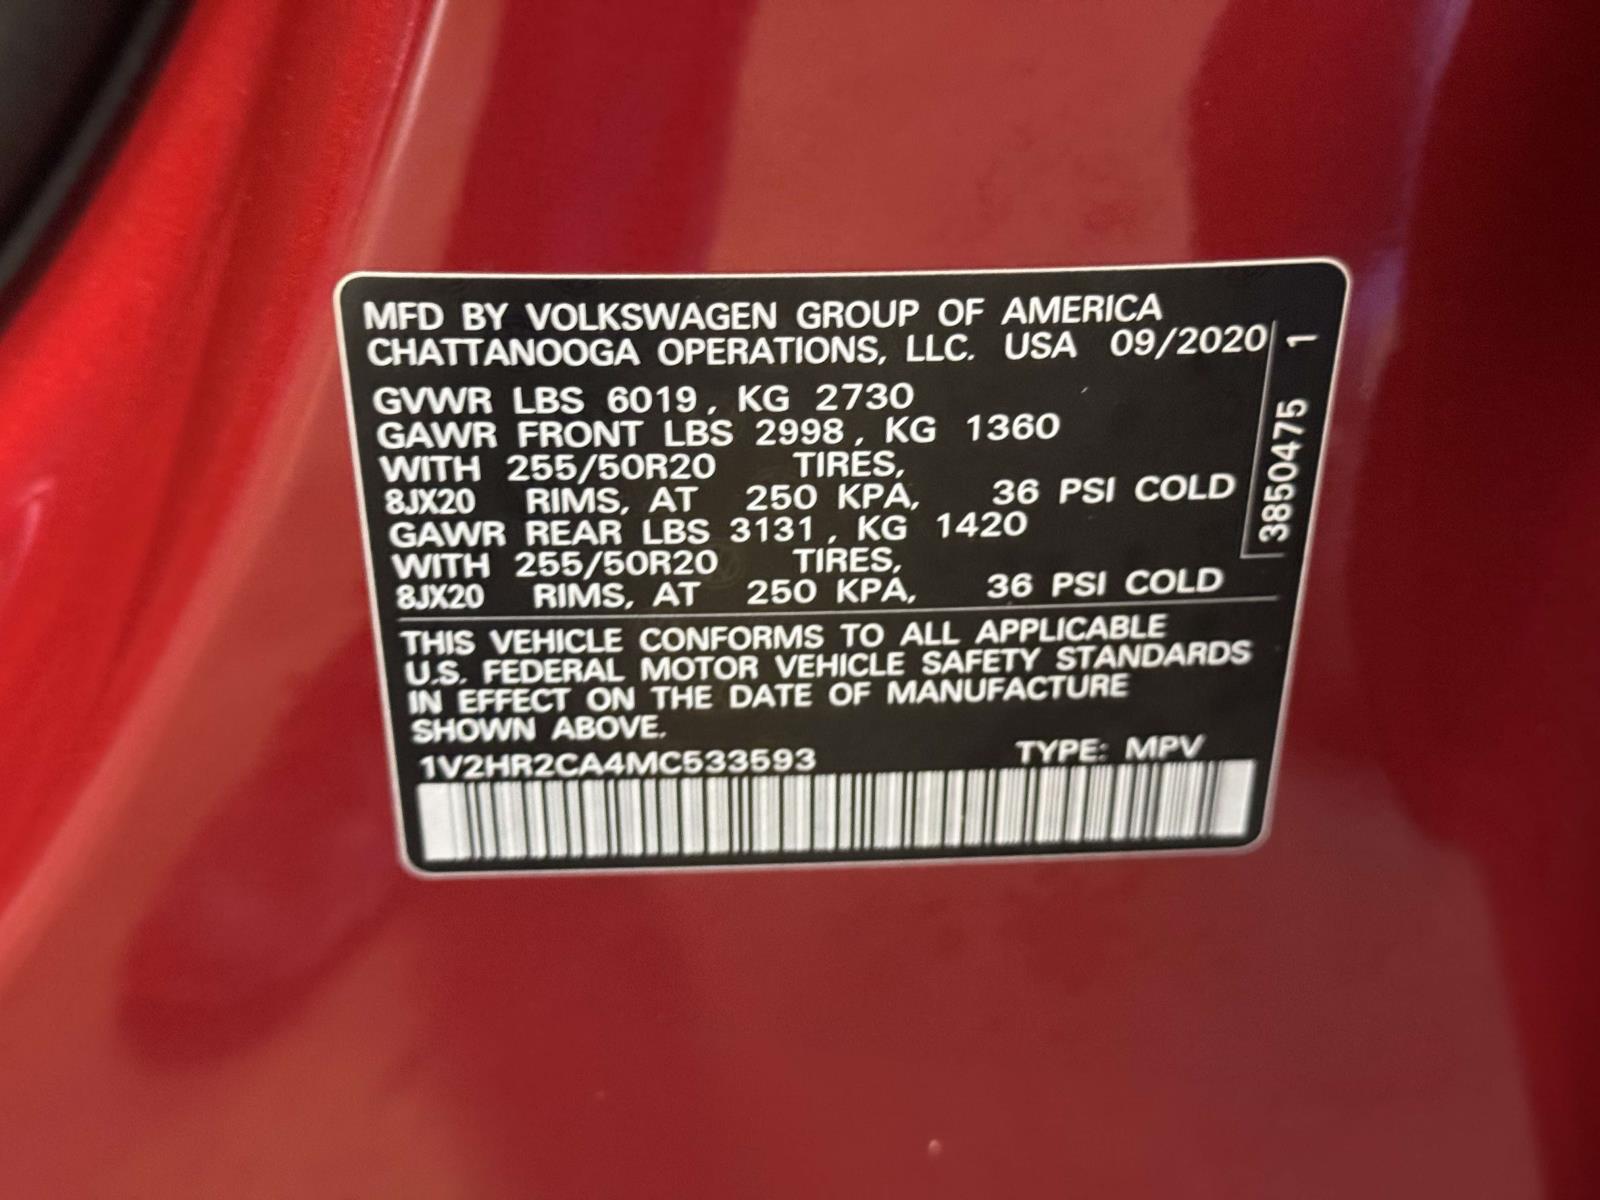 MFD BY VOLKSWAGEN GROUP OF AMERICA
CHATTANOOGA OPERATIONS, LLC. USA 09/2020
GVWR LBS 6019, KG 2730
GAWR FRONT LBS 2998, KG 1360
WITH 255/50R20 TIRES,
8JX20 RIMS, AT 250 KPA, 36 PSI COLD
GAWR REAR LBS 3131, KG 1420
WITH 255/50R20 TIRES,
8JX20 RIMS, AT 250 KPA, 36 PSI COLD
3850475 1
THIS VEHICLE CONFORMS TO ALL APPLICABLE
U.S. FEDERAL MOTOR VEHICLE SAFETY STANDARDS
IN EFFECT ON THE DATE OF MANUFACTURE
SHOWN ABOVE.
1V2HR2CA4MC533593 TYPE: MPV